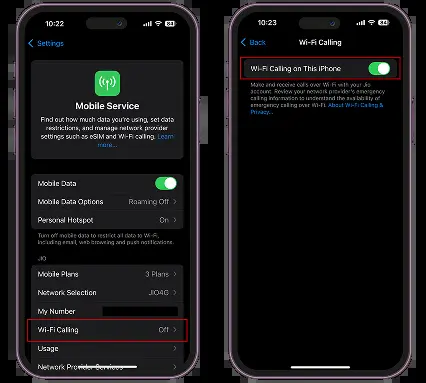 10:22
84
Settings
Mobile Service
Find out how much data you're using, set data
restrictions, and manage network provider
settings such as eSIM and Wi-Fi calling. Learn
more...
Mobile Data
Mobile Data Options Roaming Off
Personal Hotspot On
Turn off mobile data to restrict all data to Wi-Fi,
including email, web browsing and push notifications.
JIO
Mobile Plans 3 Plans
Network Selection JIO4G
My Number
Wi-Fi Calling Off
Usage
Network Provider Services
10:23
84
Back
Wi-Fi Calling
Wi-Fi Calling on This iPhone
Make and receive calls over Wi-Fi with your Jio
account. Review your network provider's emergency
calling information to understand the availability of
emergency calling over Wi-Fi. About Wi-Fi Calling &
Privacy...